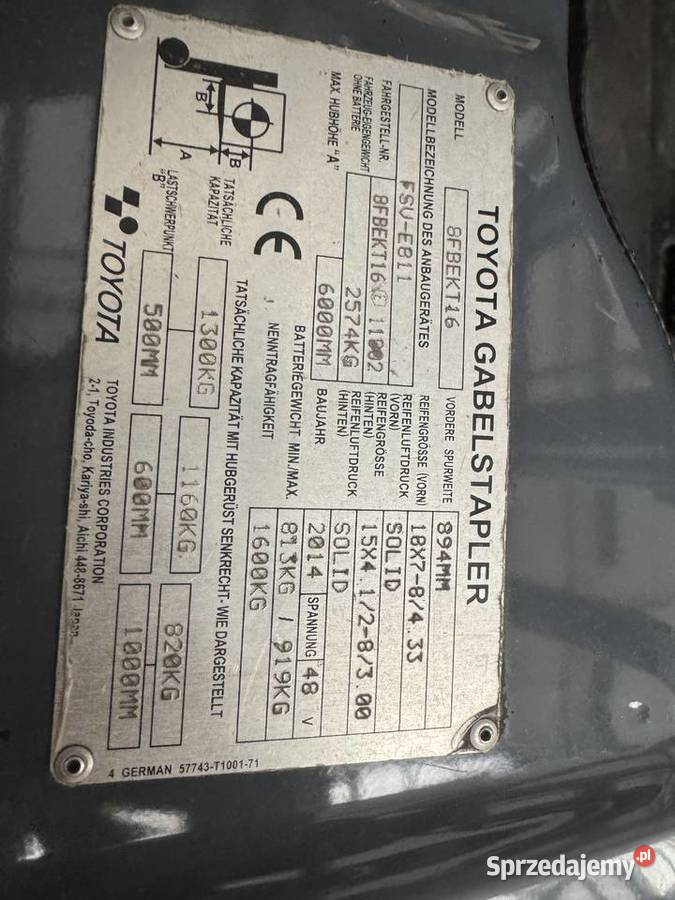 TOYOTA GABELSTAPLER
MODELL 8FBEKT16 VORDERE SPURWEITE 894MM
MODELLBEZEICHNUNG DES ANBAUGERÄTES REIFENGRÖSSE (VORN) 18X7-8/4.33
FSV-E811 REIFENLUFTDRUCK (VORN) SOLID
FAHRGESTELL-NR. 8FBEKT16 E 11902 REIFENGRÖSSE (HINTEN) 15X4.1/2-8/3.00
FAHRZEUG-EIGENGEWICHT OHNE BATTERIE 2574KG REIFENLUFTDRUCK (HINTEN) SOLID
MAX. HUBHÖHE "A" 6000MM BAUJAHR 2014 SPANNUNG 48 V
BATTERIEGEWICHT MIN./MAX. 813KG / 919KG
NENNTRAGFÄHIGKEIT 1600KG
CE
TATSÄCHLICHE KAPAZITÄT MIT HUBGERÜST SENKRECHT- WIE DARGESTELLT
B B A
TATSÄCHLICHE KAPAZITÄT 1300KG 1160KG 820KG
LASTSCHWERPUNKT "B" 500MM 600MM 1000MM
TOYOTA
TOYOTA INDUSTRIES CORPORATION
2-1, Toyoda-cho, Kariya-shi, Aichi 448-8671 Japan
4 GERMAN 57743-T1001-71
Sprzedajemy.pl